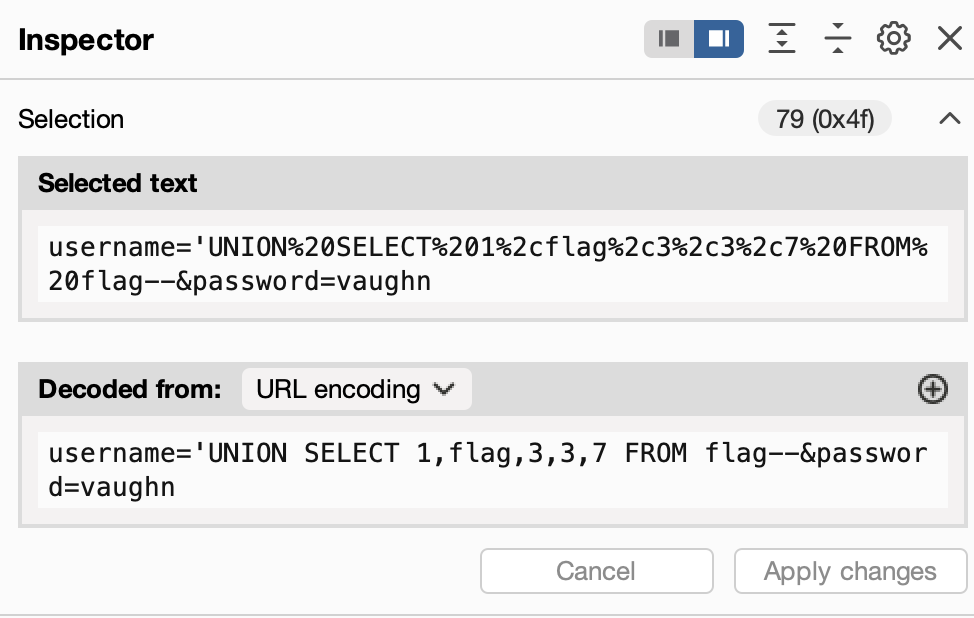 Inspector
Selection 79 (0x4f)
Selected text
username='UNION%20SELECT%201%2cflag%2c3%2c3%2c7%20FROM%
20flag--&password=vaughn
Decoded from: URL encoding
username='UNION SELECT 1,flag,3,3,7 FROM flag--&passwor
d=vaughn
Cancel Apply changes